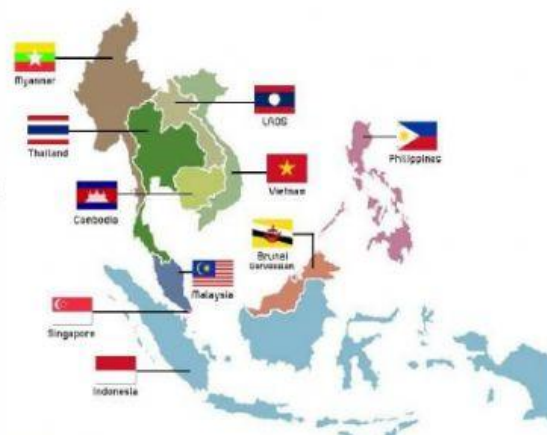 Myanmar
LAOS
Thailand
Philippines
Vietnam
Cambodia
Brunei
Darussalam
Malaysia
Singapore
Indonesia